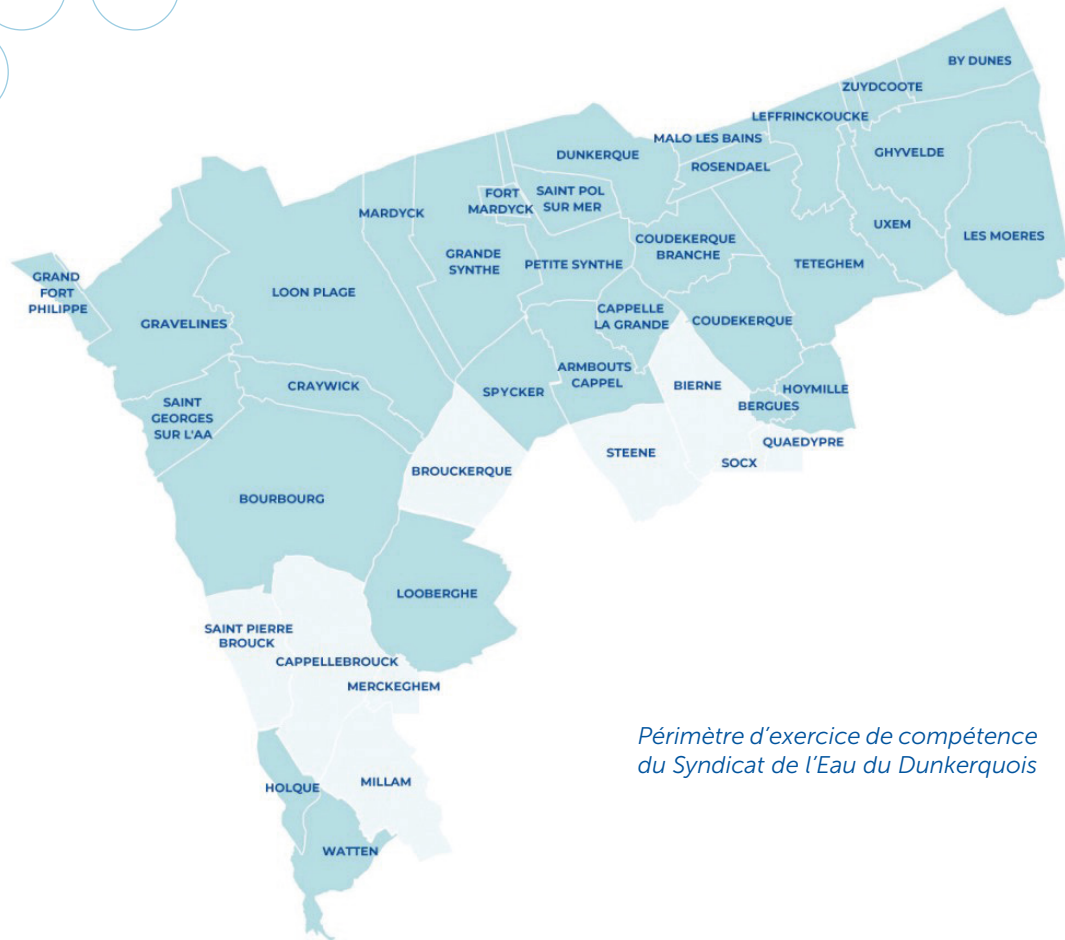 BY DUNES
ZUYDCOOTE
LEFFRINCKOUCKE
MALO LES BAINS
ROSENDAEL
GHYVELDE
DUNKERQUE
UXEM
LES MOERES
FORT
MARDYCK
SAINT POL
SUR MER
MARDYCK
GRANDE
SYNTHE
PETITE SYNTHE
COUDEKERQUE
BRANCHE
TETEGHEM
GRAND
FORT
PHILIPPE
LOON PLAGE
GRAVELINES
CAPPELLE
LA GRANDE
COUDEKERQUE
ARMBOUTS
CAPPEL
SPYCKER
BIERNE
HOYMILLE
BERGUES
CRAYWICK
SAINT
GEORGES
SUR L'AA
QUAEDYPRE
SOCX
STEENE
BROUCKERQUE
BOURBOURG
LOOBERGHE
SAINT PIERRE
BROUCK
CAPPELLEBROUCK
MERCKEGHEM
MILLAM
HOLQUE
WATTEN
Périmètre d’exercice de compétence
du Syndicat de l’Eau du Dunkerquois